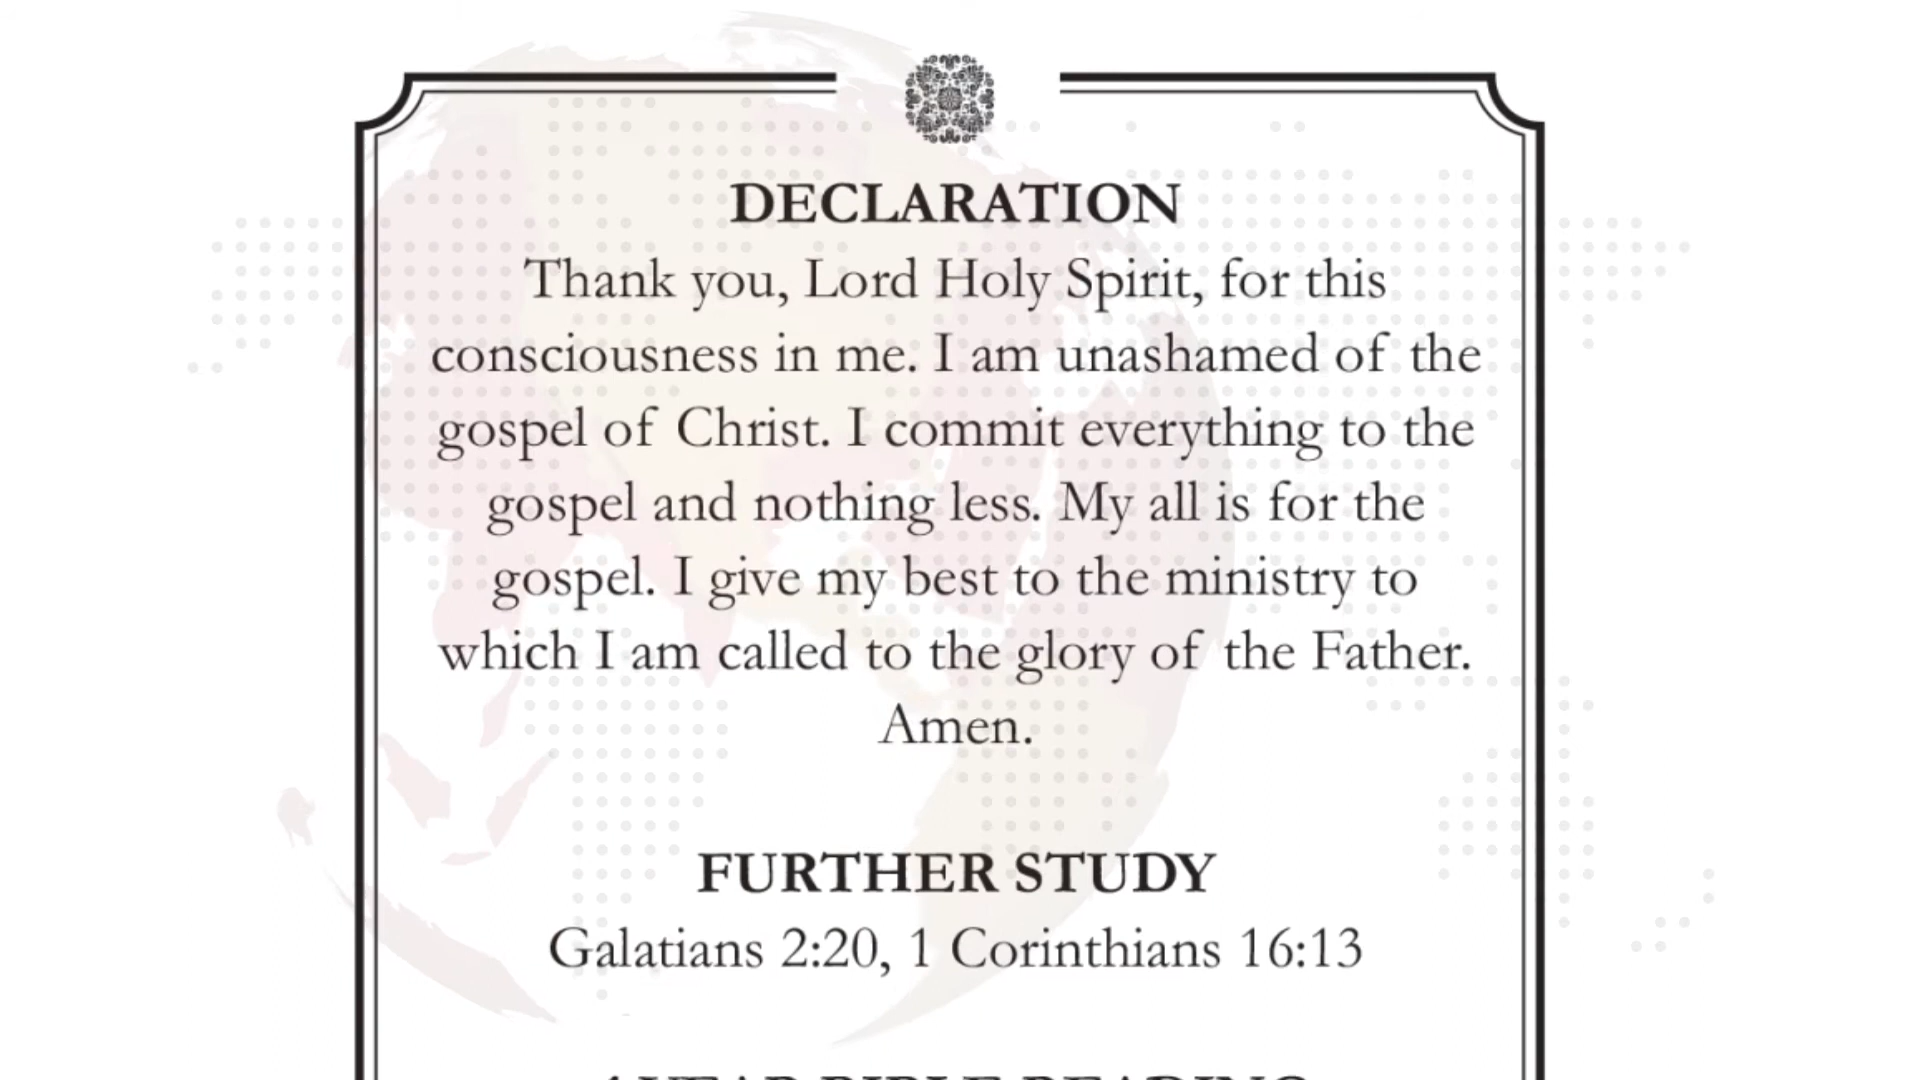 DECLARATION
Thank you, Lord Holy Spirit, for this
consciousness in me. I am unashamed of the
gospel of Christ. I commit everything to the
gospel and nothing less. My all is for the
gospel. I give my best to the ministry to
which I am called to the glory of the Father.
Amen.
FURTHER STUDY
Galatians 2:20, 1 Corinthians 16:13
YEAR BIBLE READING